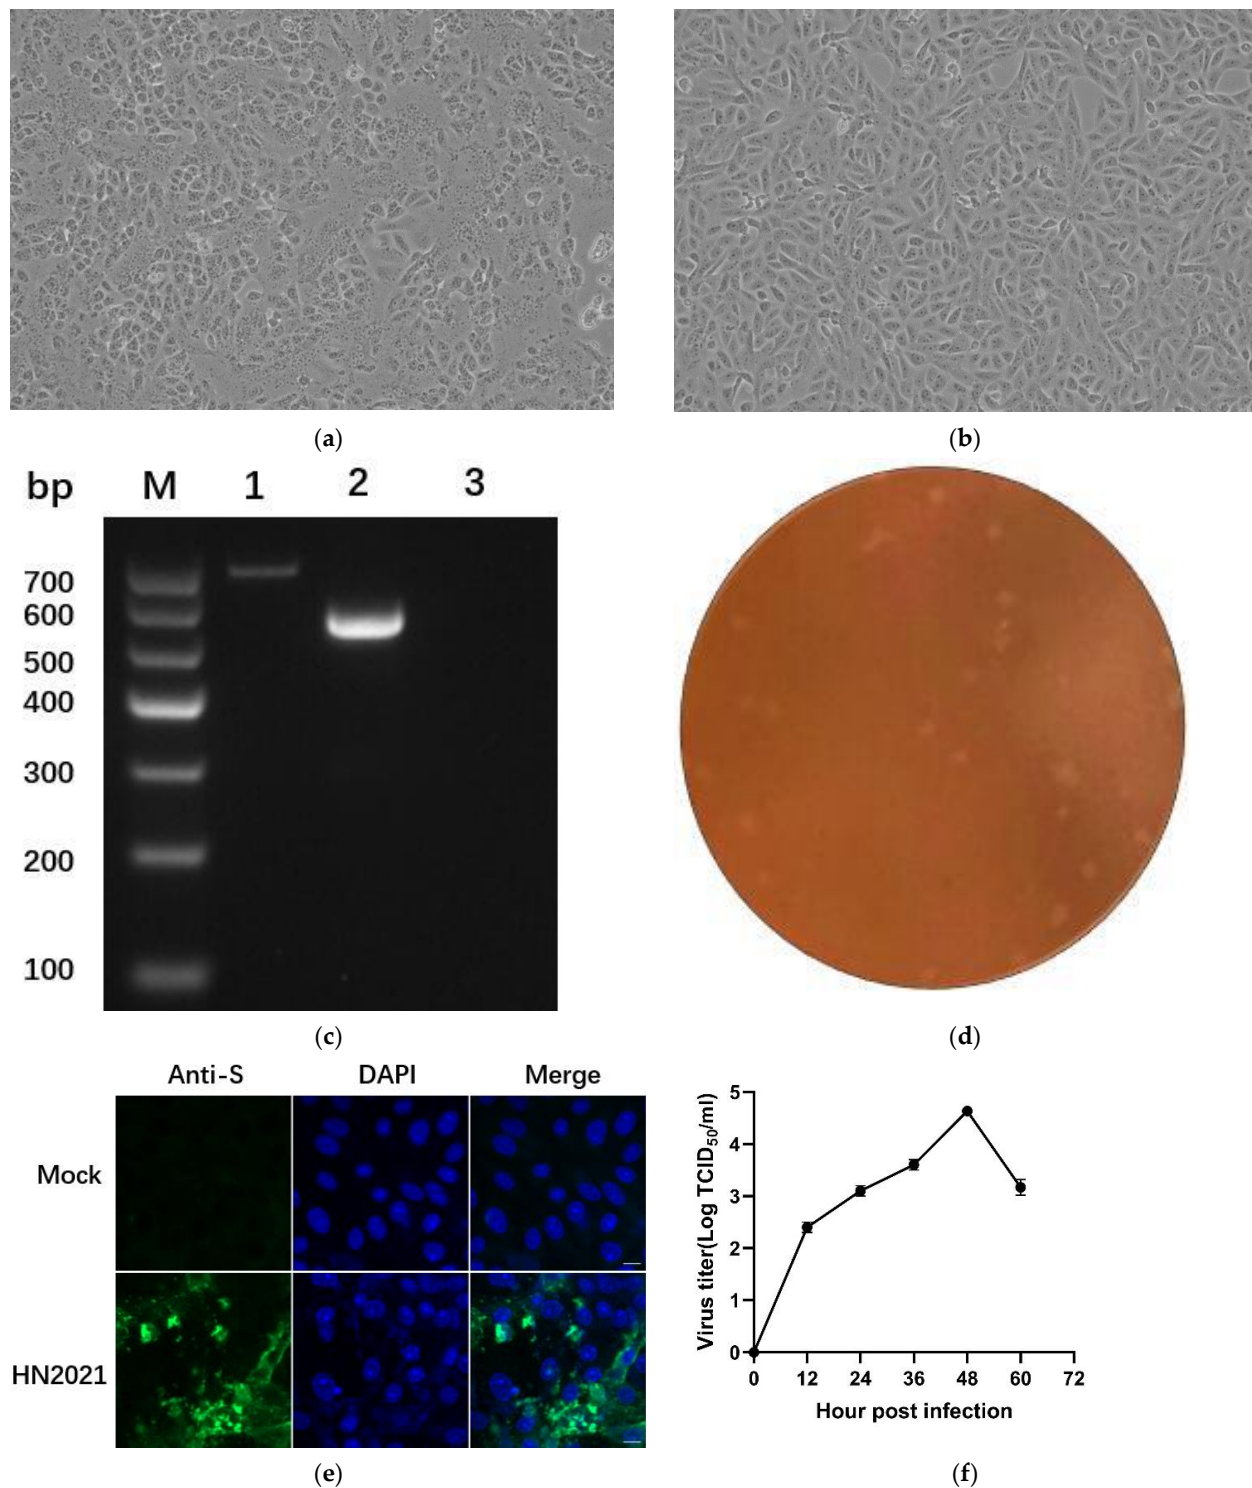 (a) (b)
bp M 1 2 3
700
600
500
400
300
200
100
(c) (d)
Anti-S DAPI Merge
Mock
HN2021
(e)
Virus titer(Log TCID50/ml)
5
4
3
2
1
0
0 12 24 36 48 60 72
Hour post infection
(f)